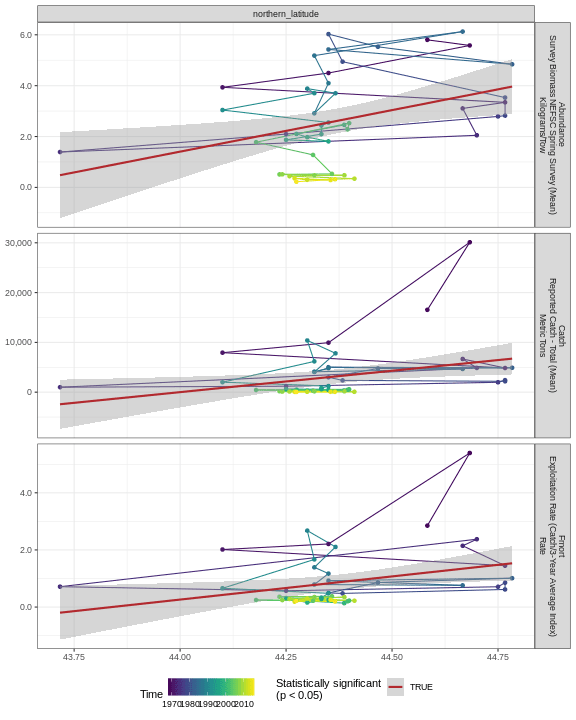 northern_latitude
6.0
4.0
2.0
0.0
Abundance
Survey Biomass NEFSC Spring Survey (Mean)
Kilograms/tow
30,000
20,000
10,000
0
Catch
Reported Catch - Total (Mean)
Metric Tons
4.0
2.0
0.0
Fmort
Exploitation Rate (Catch/3-Year Average Index)
Rate
43.75
44.00
44.25
44.50
44.75
Time
1970 1980 1990 2000 2010
Statistically significant
(p < 0.05)
TRUE